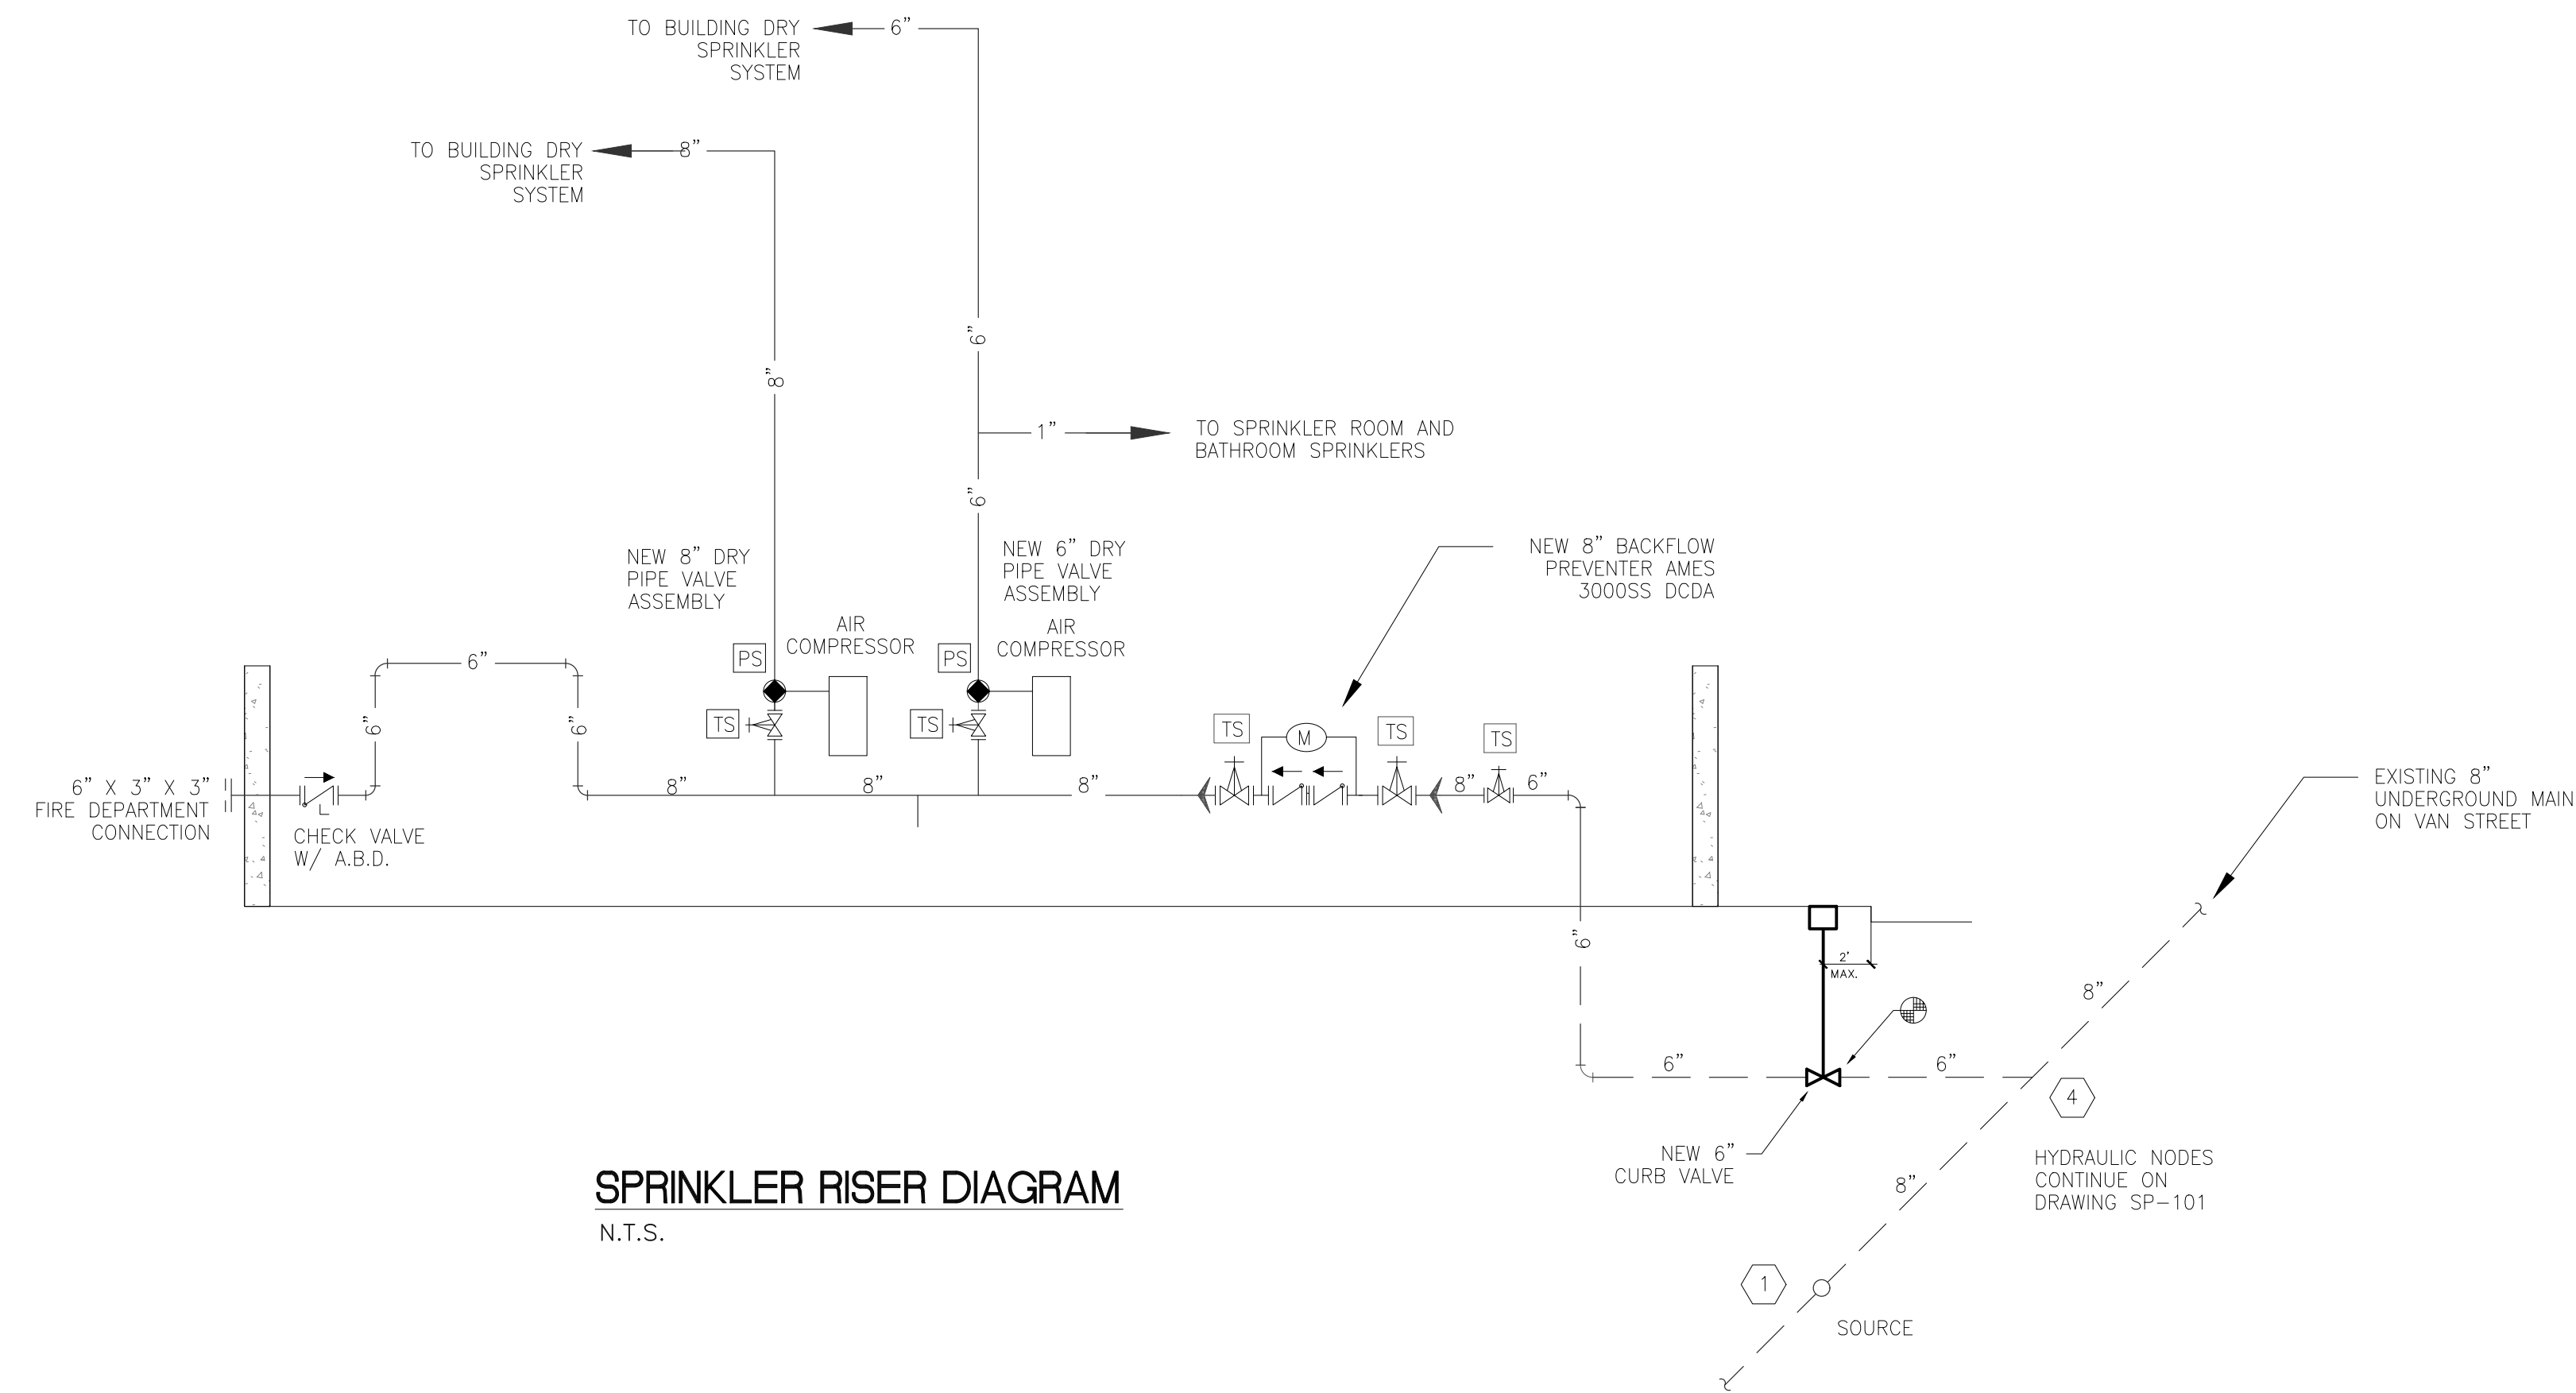 TO BUILDING DRY
SPRINKLER
SYSTEM
6”
TO BUILDING DRY
SPRINKLER
SYSTEM
8”
6”
8”
1”
TO SPRINKLER ROOM AND
BATHROOM SPRINKLERS
6”
NEW 8” DRY
PIPE VALVE
ASSEMBLY
NEW 6” DRY
PIPE VALVE
ASSEMBLY
NEW 8” BACKFLOW
PREVENTER AMES
3000SS DCDA
AIR
COMPRESSOR
AIR
COMPRESSOR
PS
PS
6”
6”
6”
TS
TS
TS
M
TS
TS
6” X 3” X 3”
FIRE DEPARTMENT
CONNECTION
CHECK VALVE
W/ A.B.D.
8”
8”
8”
8”
6”
EXISTING 8”
UNDERGROUND MAIN
ON VAN STREET
6”
2'
MAX.
8”
6”
6”
4
NEW 6”
CURB VALVE
HYDRAULIC NODES
CONTINUE ON
DRAWING SP-101
8”
SPRINKLER RISER DIAGRAM
N.T.S.
1
SOURCE